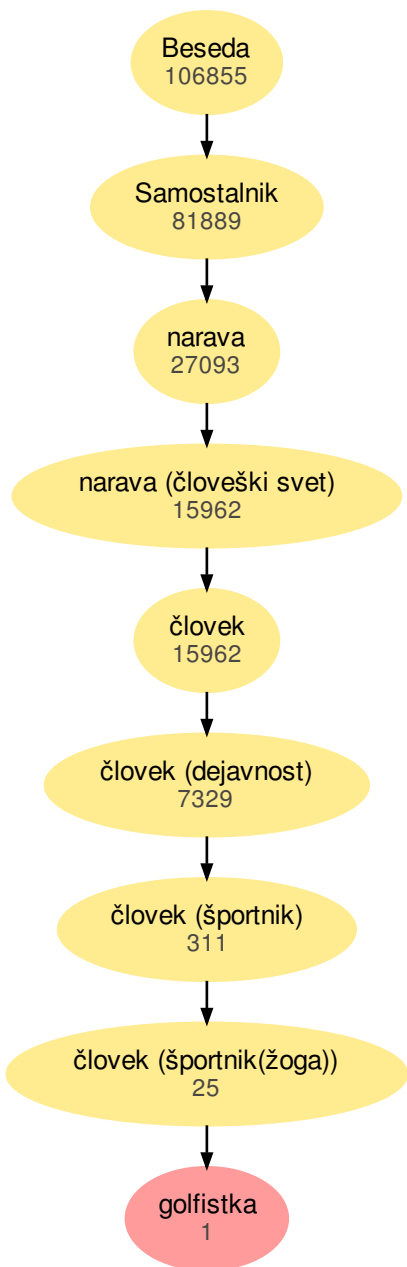 Beseda
106855
Samostalnik
81889
narava
27093
narava (človeški svet)
15962
človek
15962
človek (dejavnost)
7329
človek (športnik)
311
človek (športnik(žoga))
25
golfistka
1